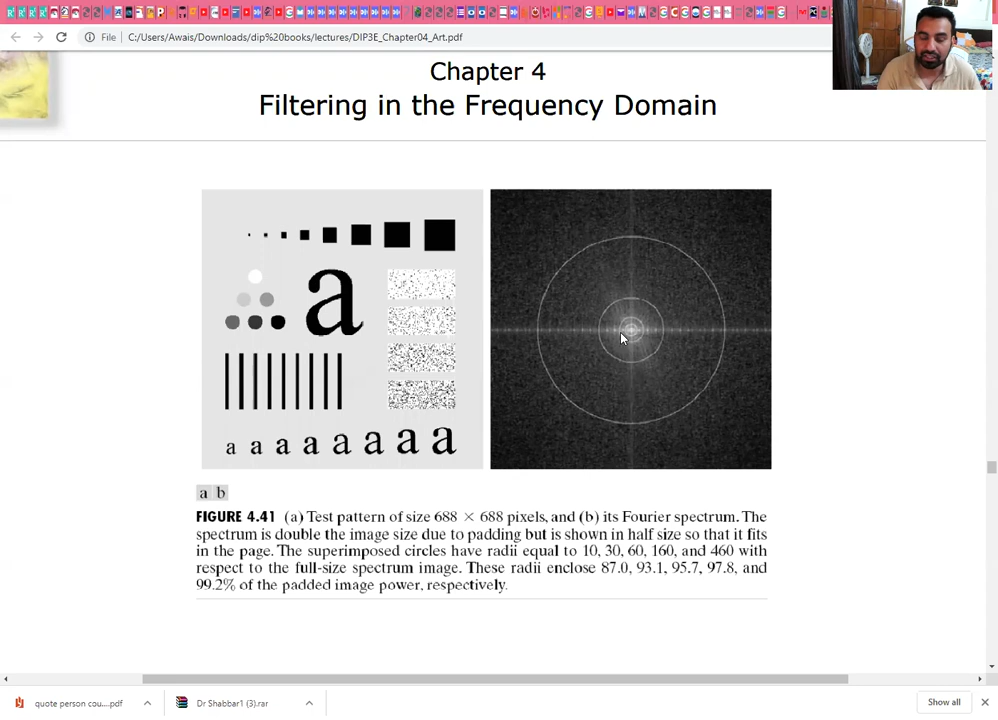 File
C:/Users/Awais/Downloads/dip%20books/lectures/DIP3E_Chapter04_Art.pdf
Chapter 4
Filtering in the Frequency Domain
a
a a a a a a a a
a b
FIGURE 4.41 (a) Test pattern of size 688 × 688 pixels, and (b) its Fourier spectrum. The
spectrum is double the image size due to padding but is shown in half size so that it fits
in the page. The superimposed circles have radii equal to 10, 30, 60, 160, and 460 with
respect to the full-size spectrum image. These radii enclose 87.0, 93.1, 95.7, 97.8, and
99.2% of the padded image power, respectively.
quote person cou....pdf
Dr Shabbar1 (3).rar
Show all